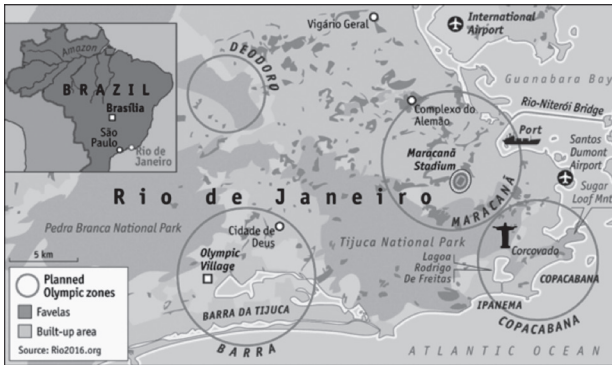 Amazon
BRAZIL
Brasília
São
Paulo
Rio de
Janeiro
Vigário Geral
International
Airport
DEODORO
Guanabara Bay
Complexo do
Alemão
Rio-Niterói Bridge
Port
Maracanã
Stadium
Santos
Dumont
Airport
MARACANÃ
Sugar
Loaf Mnt
Rio de Janeiro
Pedra Branca National Park
Cidade de
Deus
Tijuca National Park
Corcovado
Olympic
Village
Lagoa
Rodrigo
De Freitas
COPACABANA
IPANEMA
BARRA DA TIJUCA
COPACABANA
BARRA
ATLANTIC OCEAN
5 km
Planned
Olympic zones
Favelas
Built-up area
Source: Rio2016.org